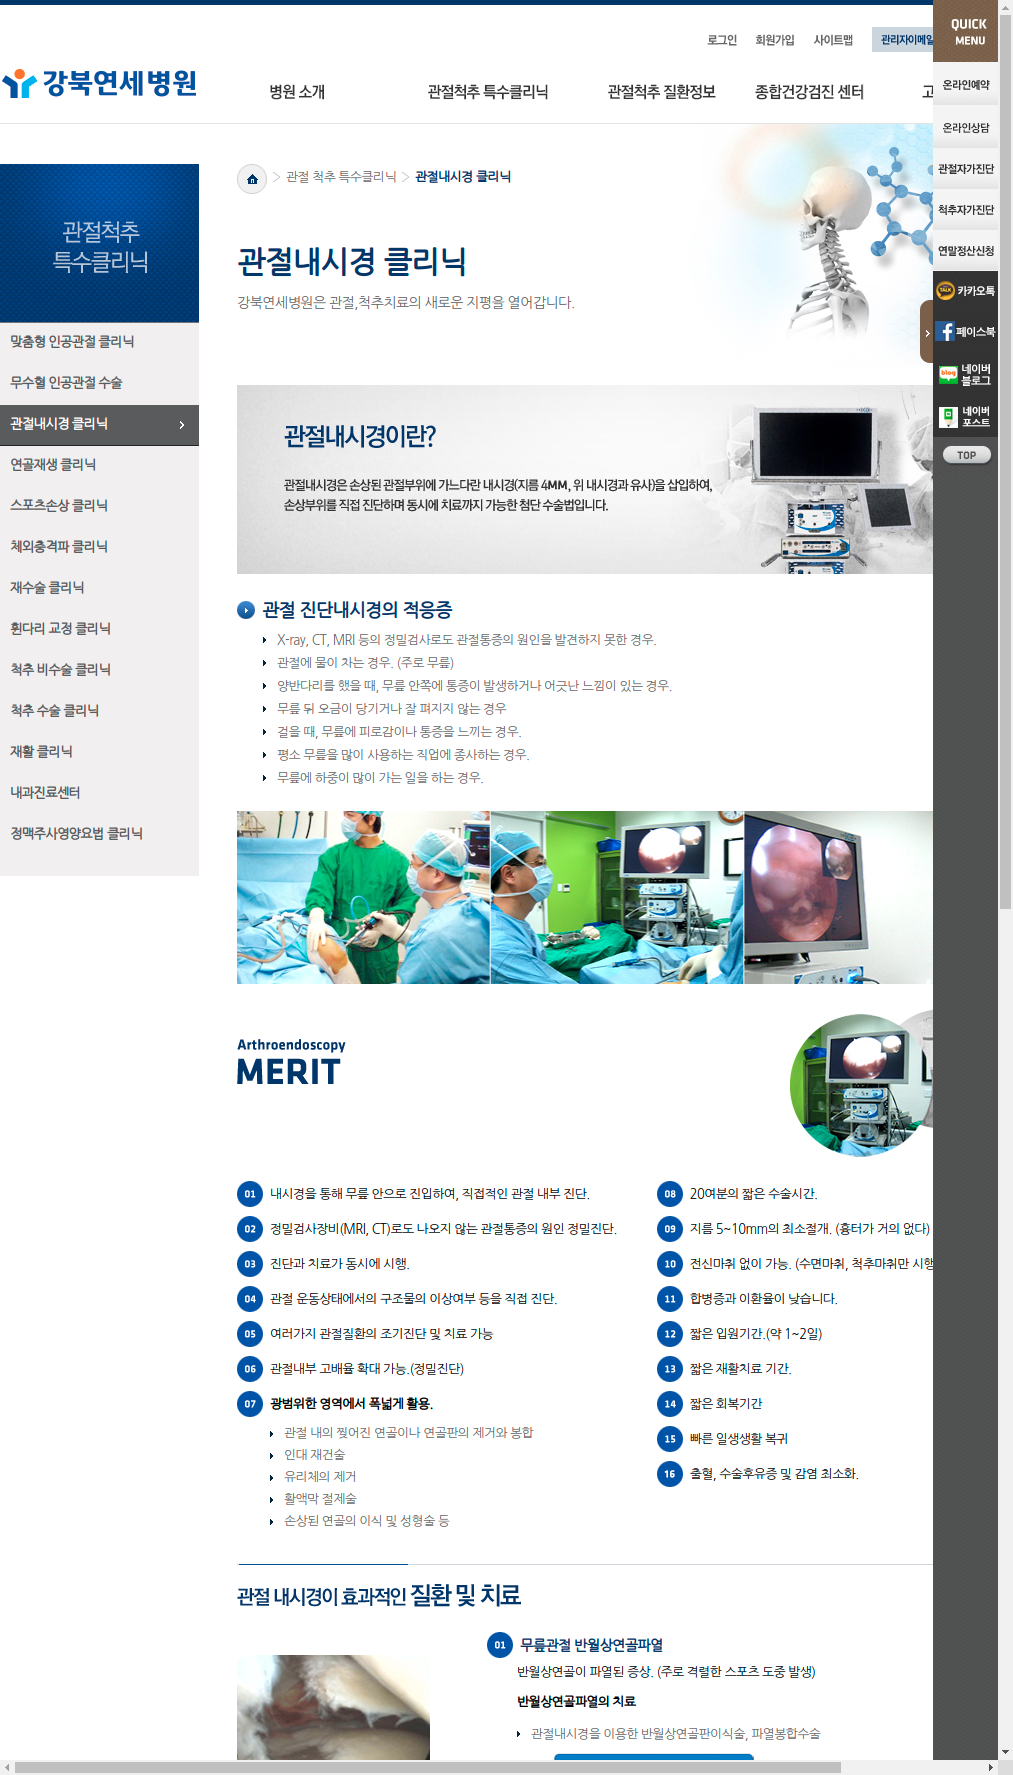 로그인
회원가입
사이트맵
관리자이메일
강북연세병원
병원 소개
관절척추 특수클리닉
관절척추 질환정보
종합건강검진 센터
고
QUICK
MENU
온라인예약
온라인상담
관절자가진단
척추자가진단
연말정산신청
TALK
카카오톡
페이스북
blog
네이버
블로그
네이버
포스트
TOP
관절척추
특수클리닉
맞춤형 인공관절 클리닉
무수혈 인공관절 수술
관절내시경 클리닉
연골재생 클리닉
스포츠손상 클리닉
체외충격파 클리닉
재수술 클리닉
휜다리 교정 클리닉
척추 비수술 클리닉
척추 수술 클리닉
재활 클리닉
내과진료센터
정맥주사영양요법 클리닉
> 관절 척추 특수클리닉 > 관절내시경 클리닉
관절내시경 클리닉
강북연세병원은 관절,척추치료의 새로운 지평을 열어갑니다.
관절내시경이란?
관절내시경은 손상된 관절부위에 가느다란 내시경(지름 4MM, 위 내시경과 유사)을 삽입하여,
손상부위를 직접 진단하며 동시에 치료까지 가능한 첨단 수술법입니다.
관절 진단내시경의 적응증
X-ray, CT, MRI 등의 정밀검사로도 관절통증의 원인을 발견하지 못한 경우.
관절에 물이 차는 경우. (주로 무릎)
양반다리를 했을 때, 무릎 안쪽에 통증이 발생하거나 어긋난 느낌이 있는 경우.
무릎 뒤 오금이 당기거나 잘 펴지지 않는 경우
걸을 때, 무릎에 피로감이나 통증을 느끼는 경우.
평소 무릎을 많이 사용하는 직업에 종사하는 경우.
무릎에 하중이 많이 가는 일을 하는 경우.
Arthroendoscopy
MERIT
01 내시경을 통해 무릎 안으로 진입하여, 직접적인 관절 내부 진단.
02 정밀검사장비(MRI, CT)로도 나오지 않는 관절통증의 원인 정밀진단.
03 진단과 치료가 동시에 시행.
04 관절 운동상태에서의 구조물의 이상여부 등을 직접 진단.
05 여러가지 관절질환의 조기진단 및 치료 가능
06 관절내부 고배율 확대 가능.(정밀진단)
07 광범위한 영역에서 폭넓게 활용.
관절 내의 찢어진 연골이나 연골판의 제거와 봉합
인대 재건술
유리체의 제거
활액막 절제술
손상된 연골의 이식 및 성형술 등
08 20여분의 짧은 수술시간.
09 지름 5~10mm의 최소절개. (흉터가 거의 없다)
10 전신마취 없이 가능. (수면마취, 척추마취만 시행
11 합병증과 이환율이 낮습니다.
12 짧은 입원기간.(약 1~2일)
13 짧은 재활치료 기간.
14 짧은 회복기간
15 빠른 일생생활 복귀
16 출혈, 수술후유증 및 감염 최소화.
관절 내시경이 효과적인 질환 및 치료
01 무릎관절 반월상연골파열
반월상연골이 파열된 증상. (주로 격렬한 스포츠 도중 발생)
반월상연골파열의 치료
관절내시경을 이용한 반월상연골판이식술, 파열봉합수술